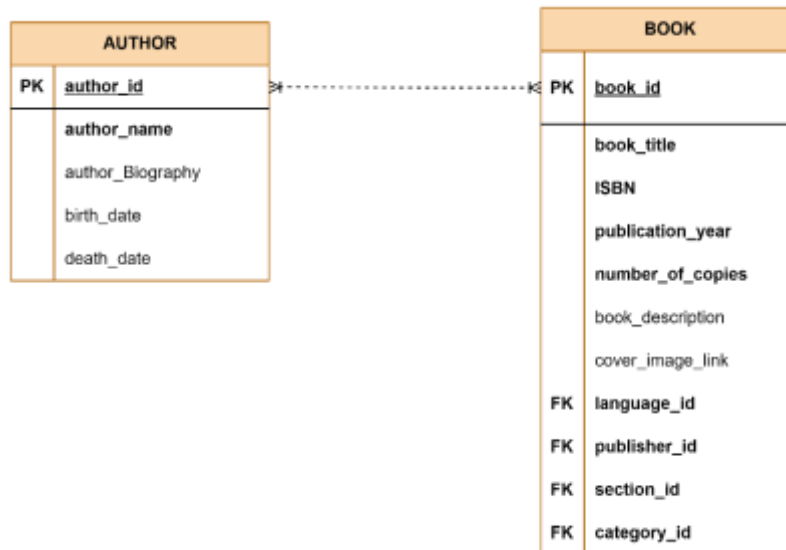 AUTHOR
PK author_id
author_name
author_Biography
birth_date
death_date
BOOK
PK book_id
book_title
ISBN
publication_year
number_of_copies
book_description
cover_image_link
FK language_id
FK publisher_id
FK section_id
FK category_id